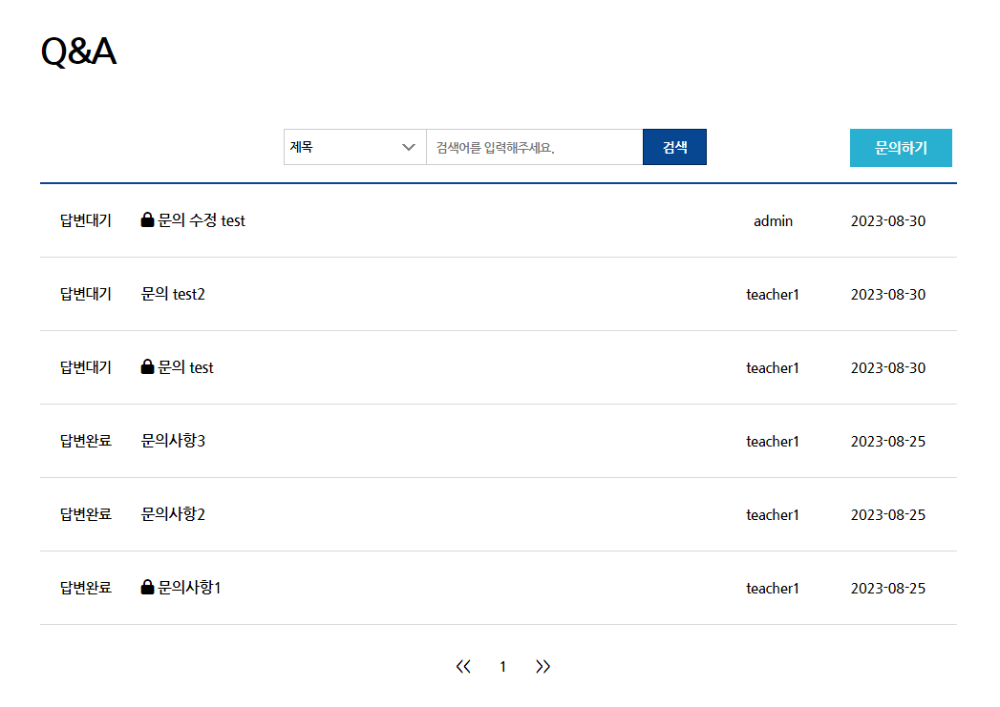 Q&A
제목 검색어를 입력해주세요. 검색 문의하기
답변대기 문의 수정 test admin 2023-08-30
답변대기 문의 test2 teacher1 2023-08-30
답변대기 문의 test teacher1 2023-08-30
답변완료 문의사항3 teacher1 2023-08-25
답변완료 문의사항2 teacher1 2023-08-25
답변완료 문의사항1 teacher1 2023-08-25
<< 1 >>